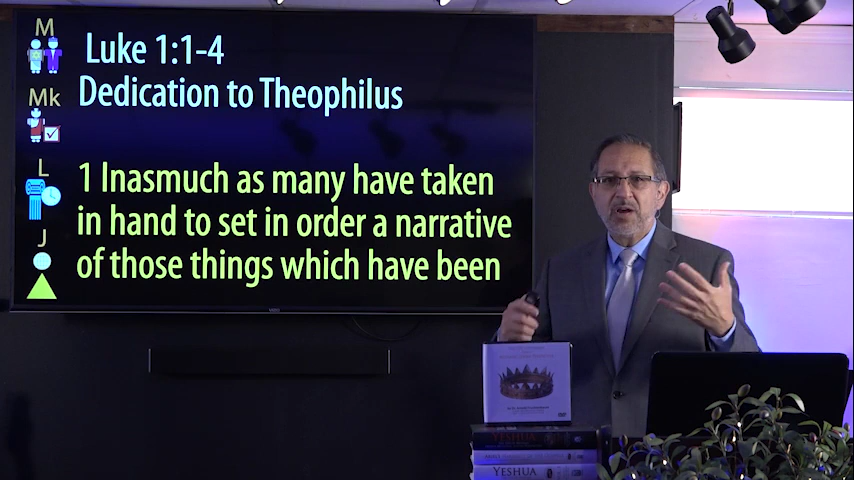 M
Luke 1:1-4
Dedication to Theophilus
Mk
L
1 Inasmuch as many have taken
in hand to set in order a narrative
J
of those things which have been
YESHUA
YESHUA